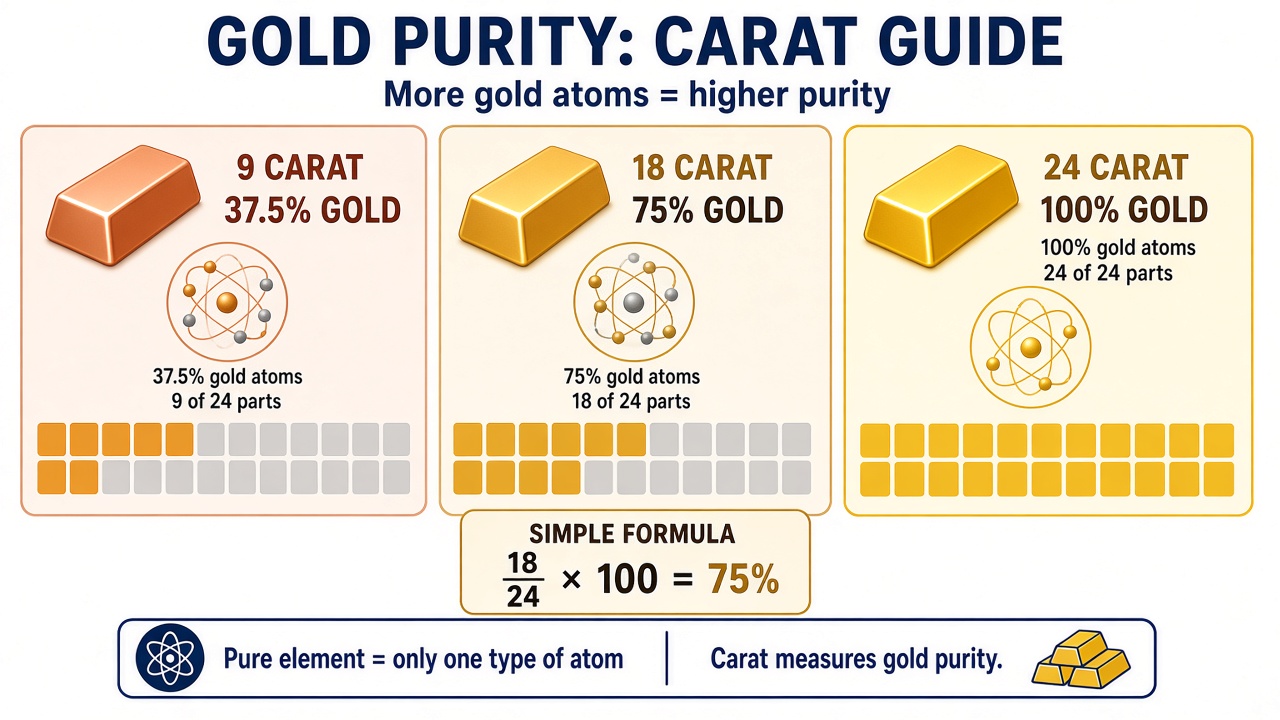 GOLD PURITY: CARAT GUIDE
More gold atoms = higher purity
9 CARAT
37.5% GOLD
37.5% gold atoms
9 of 24 parts
18 CARAT
75% GOLD
75% gold atoms
18 of 24 parts
24 CARAT
100% GOLD
100% gold atoms
24 of 24 parts
SIMPLE FORMULA
18/24 × 100 = 75%
Pure element = only one type of atom
Carat measures gold purity.